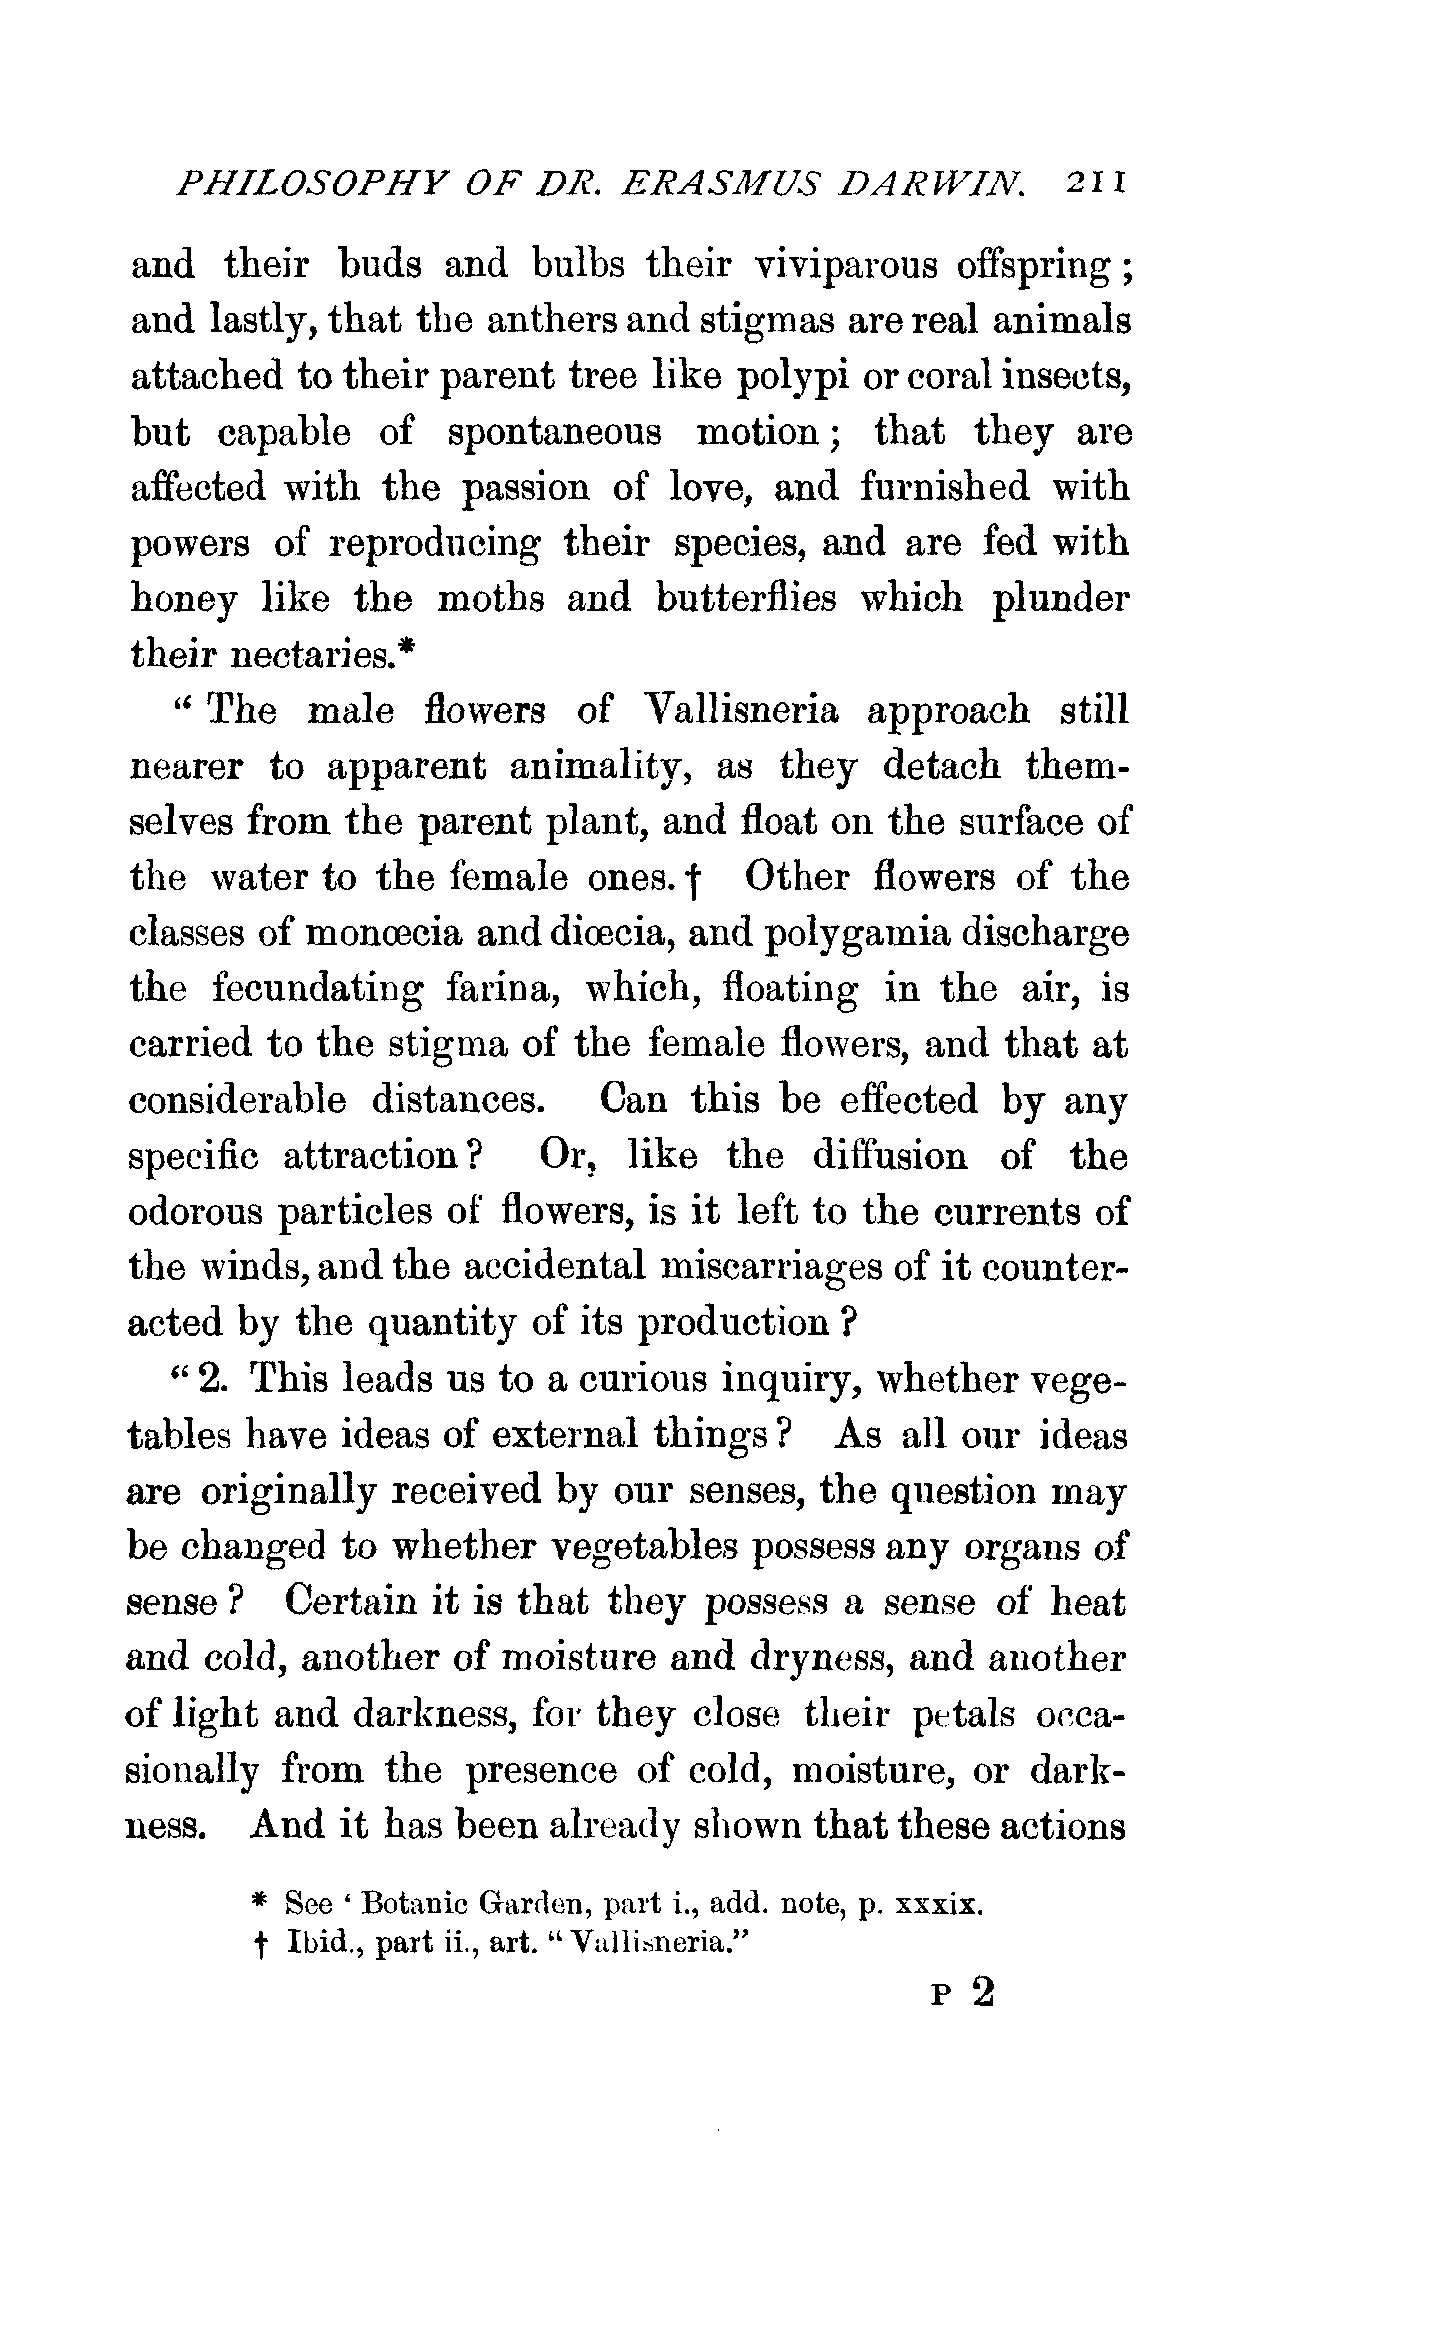 PHILOSOPHY OF DR. ERASMUS DARWIN. 211
and their buds and bulbs their viviparous offspring ;
and lastly, that the anthers and stigmas are real animals
attached to their parent tree like polypi or coral insects,
but capable of spontaneous motion ; that they are
affected with the passion of love, and furnished with
powers of reproducing their species, and are fed with
honey like the moths and butterflies which plunder
their nectaries.*
“ The male flowers of Vallisneria approach still
nearer to apparent animality, as they detach them-
selves from the parent plant, and float on the surface of
the water to the female ones. † Other flowers of the
classes of monœcia and diœcia, and polygamia discharge
the fecundating farina, which, floating in the air, is
carried to the stigma of the female flowers, and that at
considerable distances. Can this be effected by any
specific attraction ? Or, like the diffusion of the
odorous particles of flowers, is it left to the currents of
the winds, and the accidental miscarriages of it counter-
acted by the quantity of its production ?
“ 2. This leads us to a curious inquiry, whether vege-
tables have ideas of external things ? As all our ideas
are originally received by our senses, the question may
be changed to whether vegetables possess any organs of
sense ? Certain it is that they possess a sense of heat
and cold, another of moisture and dryness, and another
of light and darkness, for they close their petals occa-
sionally from the presence of cold, moisture, or dark-
ness. And it has been already shown that these actions
* See ‘ Botanic Garden, part i., add. note, p. xxxix.
† Ibid., part ii., art. “ Vallisneria.”
P 2